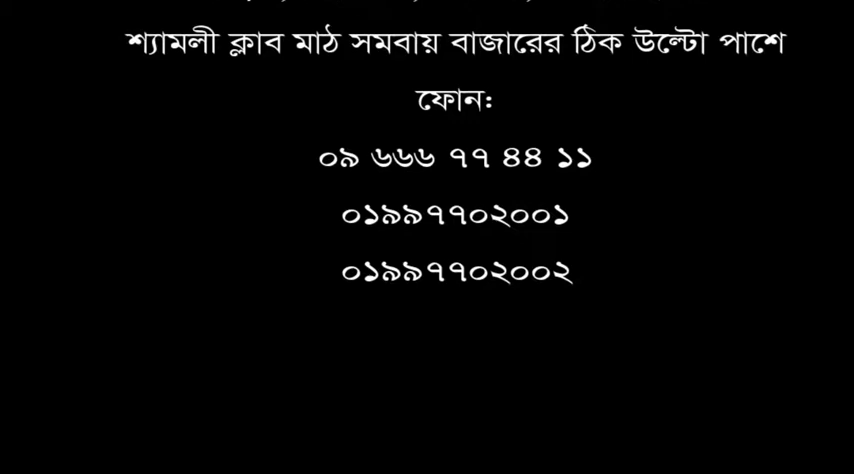 শ্যামলী ক্লাব মাঠ সমবায় বাজারের ঠিক উল্টো পাশে
ফোন:
০৯ ৬৬৬ ৭৭ ৪৪ ১১
০১৯৯৭৭০২০০১
০১৯৯৭৭০২০০২